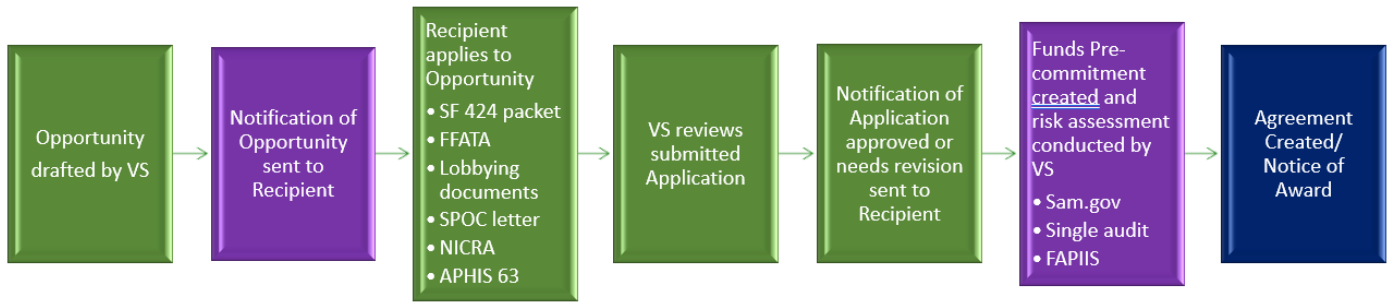 Opportunity
drafted by VS
Notification of
Opportunity
sent to
Recipient
Recipient
applies to
Opportunity
• SF 424 packet
• FFATA
• Lobbying
documents
• SPOC letter
• NICRA
• APHIS 63
VS reviews
submitted
Application
Notification of
Application
approved or
needs revision
sent to
Recipient
Funds Pre-
commitment
created and
risk assessment
conducted by
VS
• Sam.gov
• Single audit
• FAPIIS
Agreement
Created/
Notice of
Award